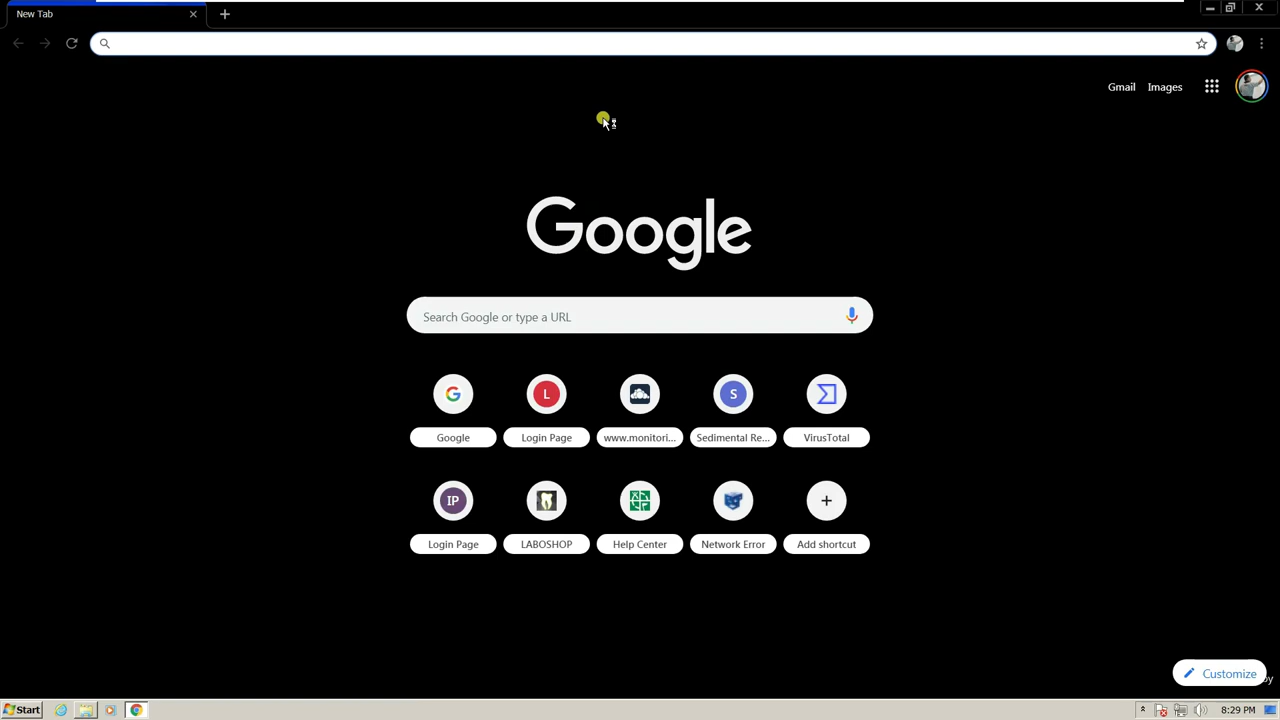 New Tab
Gmail Images
Google
Search Google or type a URL
L S
Google Login Page www.monitori... Sedimental Re... VirusTotal
IP
Login Page LABOSHOP Help Center Network Error Add shortcut
Customize
Start 8:29 PM